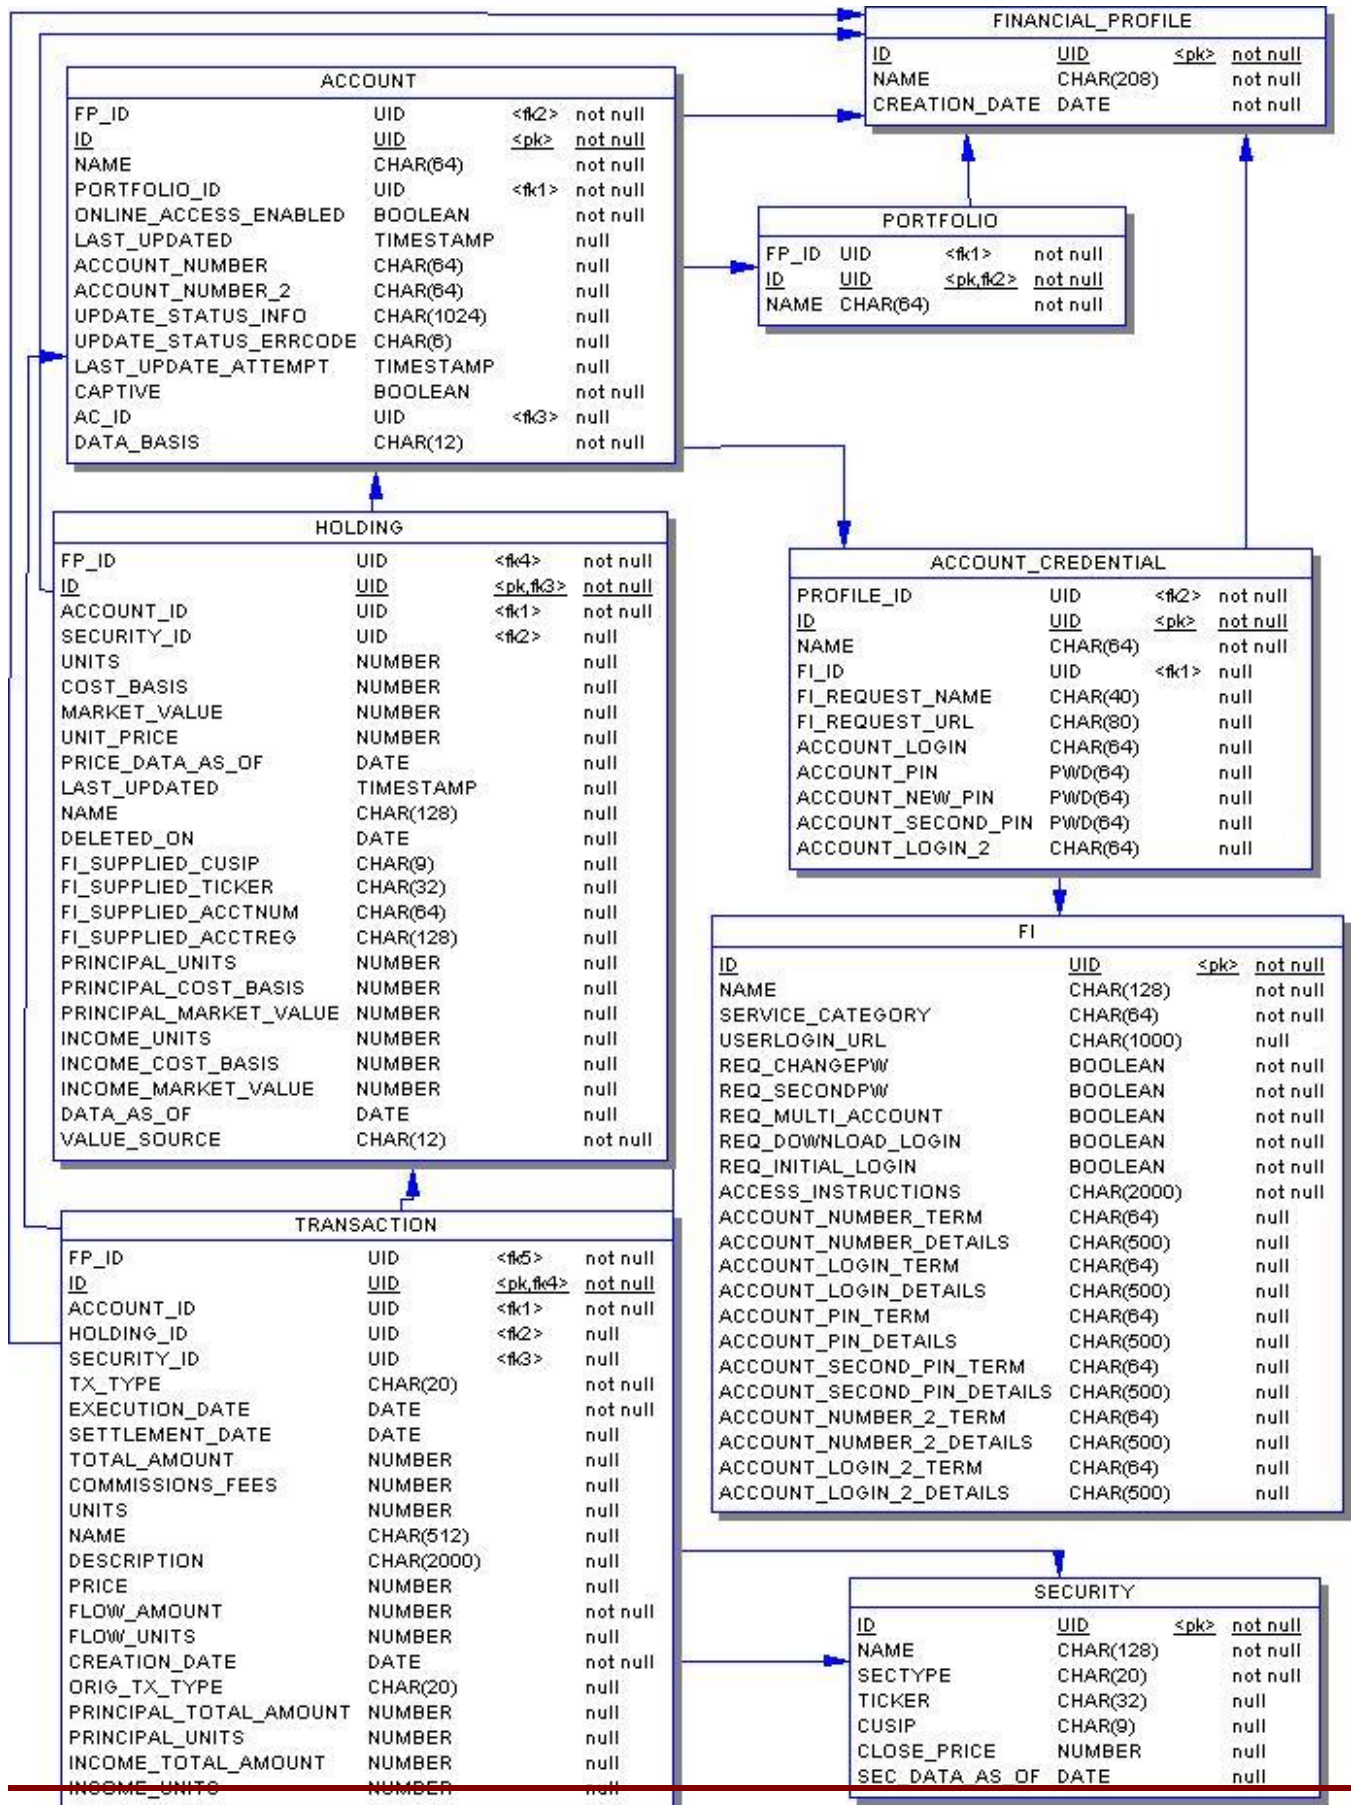 FINANCIAL_PROFILE
ID UID <pk> not null
NAME CHAR(208) not null
CREATION_DATE DATE not null
ACCOUNT
FP_ID UID <fk2> not null
ID UID <pk> not null
NAME CHAR(64) not null
PORTFOLIO_ID UID <fk1> not null
ONLINE_ACCESS_ENABLED BOOLEAN not null
LAST_UPDATED TIMESTAMP null
ACCOUNT_NUMBER CHAR(64) null
ACCOUNT_NUMBER_2 CHAR(64) null
UPDATE_STATUS_INFO CHAR(1024) null
UPDATE_STATUS_ERRCODE CHAR(6) null
LAST_UPDATE_ATTEMPT TIMESTAMP null
CAPTIVE BOOLEAN not null
AC_ID UID <fk3> null
DATA_BASIS CHAR(12) not null
PORTFOLIO
FP_ID UID <fk1> not null
ID UID <pk,fk2> not null
NAME CHAR(64) not null
HOLDING
FP_ID UID <fk4> not null
ID UID <pk,fk3> not null
ACCOUNT_ID UID <fk1> not null
SECURITY_ID UID <fk2> null
UNITS NUMBER null
COST_BASIS NUMBER null
MARKET_VALUE NUMBER null
UNIT_PRICE NUMBER null
PRICE_DATA_AS_OF DATE null
LAST_UPDATED TIMESTAMP null
NAME CHAR(128) null
DELETED_ON DATE null
FI_SUPPLIED_CUSIP CHAR(9) null
FI_SUPPLIED_TICKER CHAR(32) null
FI_SUPPLIED_ACCTNUM CHAR(64) null
FI_SUPPLIED_ACCTREG CHAR(128) null
PRINCIPAL_UNITS NUMBER null
PRINCIPAL_COST_BASIS NUMBER null
PRINCIPAL_MARKET_VALUE NUMBER null
INCOME_UNITS NUMBER null
INCOME_COST_BASIS NUMBER null
INCOME_MARKET_VALUE NUMBER null
DATA_AS_OF DATE null
VALUE_SOURCE CHAR(12) not null
ACCOUNT_CREDENTIAL
PROFILE_ID UID <fk2> not null
ID UID <pk> not null
NAME CHAR(64) not null
FI_ID UID <fk1> null
FI_REQUEST_NAME CHAR(40) null
FI_REQUEST_URL CHAR(80) null
ACCOUNT_LOGIN CHAR(64) null
ACCOUNT_PIN PWD(64) null
ACCOUNT_NEW_PIN PWD(64) null
ACCOUNT_SECOND_PIN PWD(64) null
ACCOUNT_LOGIN_2 CHAR(64) null
FI
ID UID <pk> not null
NAME CHAR(128) not null
SERVICE_CATEGORY CHAR(64) not null
USERLOGIN_URL CHAR(1000) null
REQ_CHANGEPW BOOLEAN not null
REQ_SECONDPW BOOLEAN not null
REQ_MULTI_ACCOUNT BOOLEAN not null
REQ_DOWNLOAD_LOGIN BOOLEAN not null
REQ_INITIAL_LOGIN BOOLEAN not null
ACCESS_INSTRUCTIONS CHAR(2000) not null
ACCOUNT_NUMBER_TERM CHAR(64) null
ACCOUNT_NUMBER_DETAILS CHAR(500) null
ACCOUNT_LOGIN_TERM CHAR(64) null
ACCOUNT_LOGIN_DETAILS CHAR(500) null
ACCOUNT_PIN_TERM CHAR(64) null
ACCOUNT_PIN_DETAILS CHAR(500) null
ACCOUNT_SECOND_PIN_TERM CHAR(64) null
ACCOUNT_SECOND_PIN_DETAILS CHAR(500) null
ACCOUNT_NUMBER_2_TERM CHAR(64) null
ACCOUNT_NUMBER_2_DETAILS CHAR(500) null
ACCOUNT_LOGIN_2_TERM CHAR(64) null
ACCOUNT_LOGIN_2_DETAILS CHAR(500) null
TRANSACTION
FP_ID UID <fk5> not null
ID UID <pk,fk4> not null
ACCOUNT_ID UID <fk1> not null
HOLDING_ID UID <fk2> null
SECURITY_ID UID <fk3> null
TX_TYPE CHAR(20) not null
EXECUTION_DATE DATE not null
SETTLEMENT_DATE DATE null
TOTAL_AMOUNT NUMBER null
COMMISSIONS_FEES NUMBER null
UNITS NUMBER null
NAME CHAR(512) null
DESCRIPTION CHAR(2000) null
PRICE NUMBER null
FLOW_AMOUNT NUMBER not null
FLOW_UNITS NUMBER null
CREATION_DATE DATE not null
ORIG_TX_TYPE CHAR(20) null
PRINCIPAL_TOTAL_AMOUNT NUMBER null
PRINCIPAL_UNITS NUMBER null
INCOME_TOTAL_AMOUNT NUMBER null
INCOME_UNITS NUMBER null
SECURITY
ID UID <pk> not null
NAME CHAR(128) not null
SECTYPE CHAR(20) not null
TICKER CHAR(32) null
CUSIP CHAR(9) null
CLOSE_PRICE NUMBER null
SEC_DATA_AS_OF DATE null